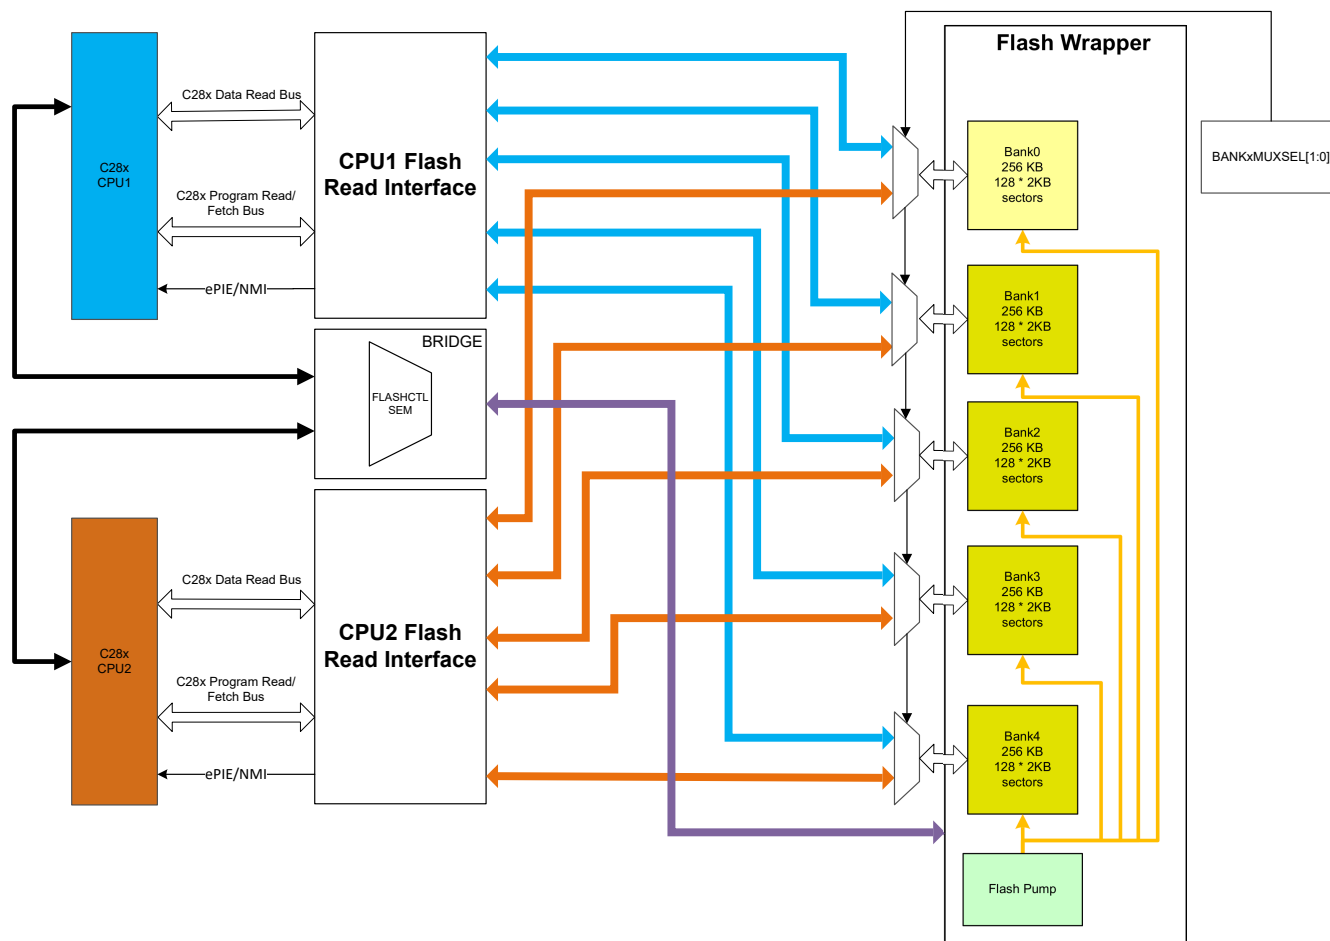 Flash Wrapper
C28x Data Read Bus
C28x
CPU1
CPU1 Flash
Read Interface
C28x Program Read/
Fetch Bus
ePIE/NMI
Bank0
256 KB
128 * 2KB
sectors
BANKxMUXSEL[1:0]
Bank1
256 KB
128 * 2KB
sectors
BRIDGE
FLASHCTL
SEM
Bank2
256 KB
128 * 2KB
sectors
C28x Data Read Bus
C28x
CPU2
CPU2 Flash
Read Interface
C28x Program Read/
Fetch Bus
ePIE/NMI
Bank3
256 KB
128 * 2KB
sectors
Bank4
256 KB
128 * 2KB
sectors
Flash Pump